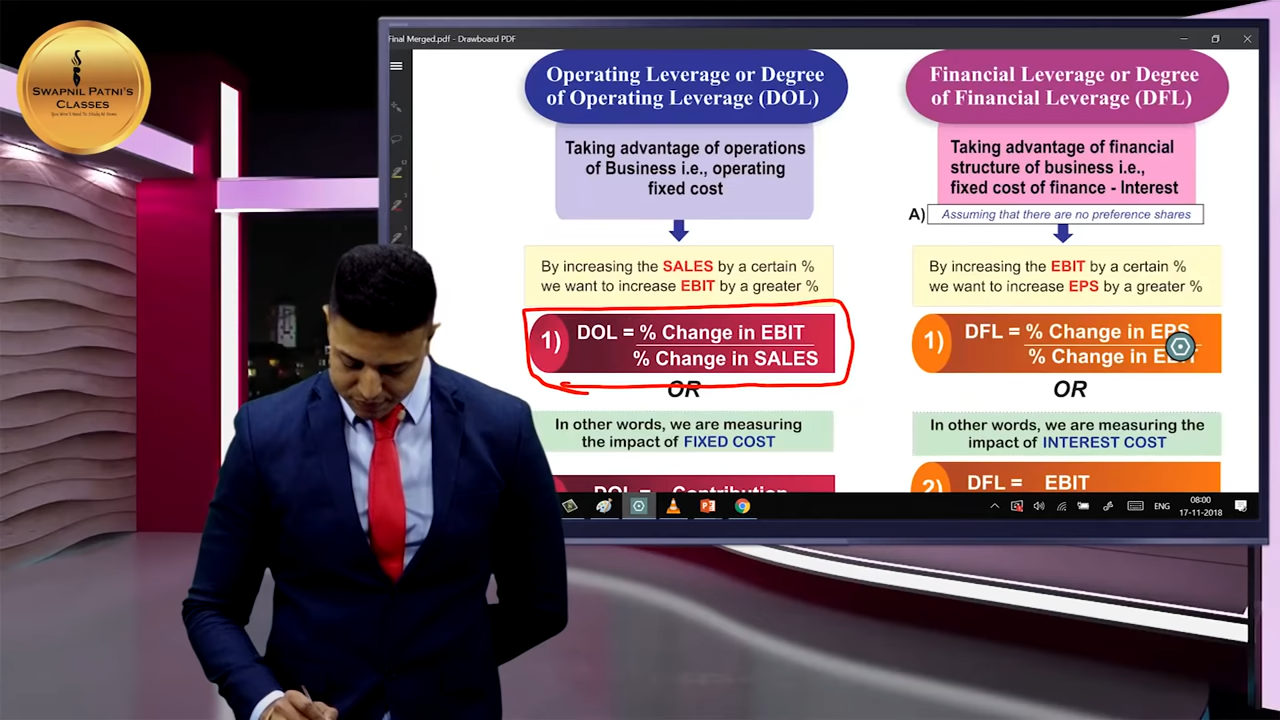 SWAPNIL PATNI'S
CLASSES
Final Merged.pdf - Drawboard PDF
Operating Leverage or Degree
of Operating Leverage (DOL)
Taking advantage of operations
of Business i.e., operating
fixed cost
By increasing the SALES by a certain %
we want to increase EBIT by a greater %
1) DOL = % Change in EBIT
% Change in SALES
OR
In other words, we are measuring
the impact of FIXED COST
DOL = Contribution
Financial Leverage or Degree
of Financial Leverage (DFL)
Taking advantage of financial
structure of business i.e.,
fixed cost of finance - Interest
A) Assuming that there are no preference shares
By increasing the EBIT by a certain %
we want to increase EPS by a greater %
1) DFL = % Change in EPS
% Change in
OR
In other words, we are measuring the
impact of INTEREST COST
2) DFL = EBIT
ENG
08:00
17-11-2018